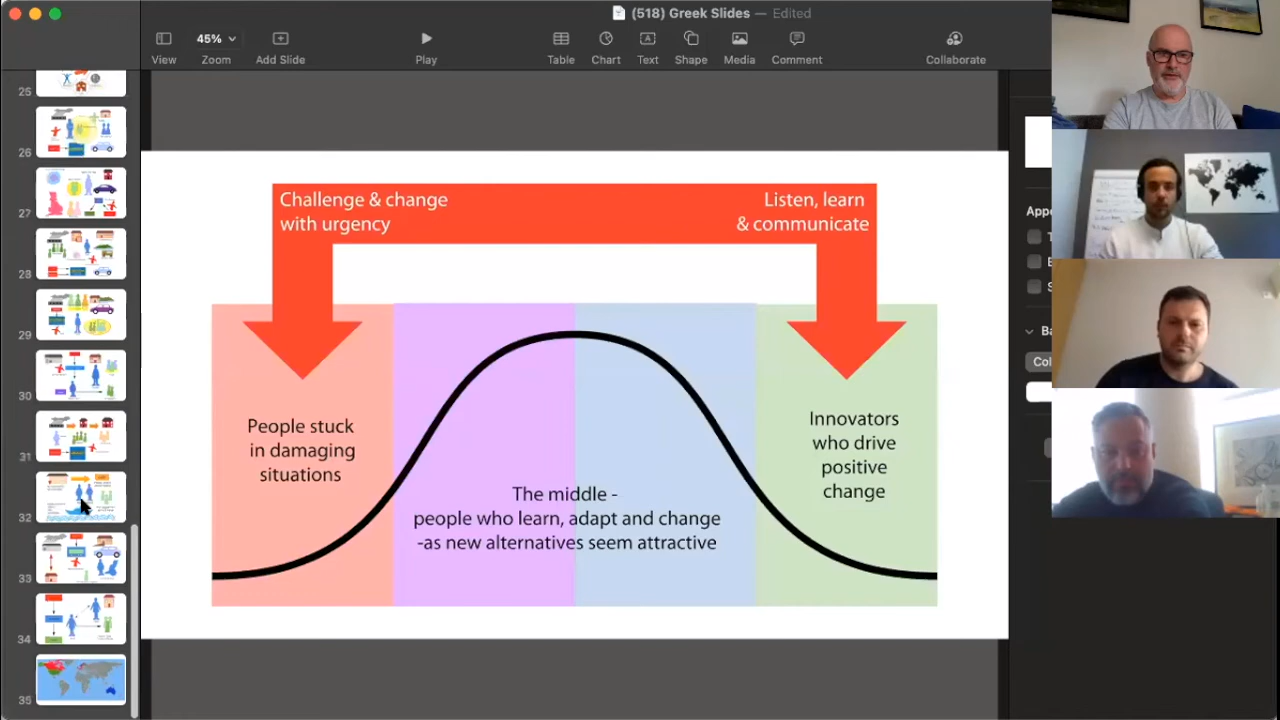 (518) Greek Slides — Edited
45%
View
Zoom
Add Slide
Play
Table
Chart
Text
Shape
Media
Comment
Collaborate
25
26
27
28
29
30
31
32
33
34
35
Challenge & change
with urgency
Listen, learn
& communicate
People stuck
in damaging
situations
The middle -
people who learn, adapt and change
-as new alternatives seem attractive
Innovators
who drive
positive
change
Appe
T
S
Ba
Col